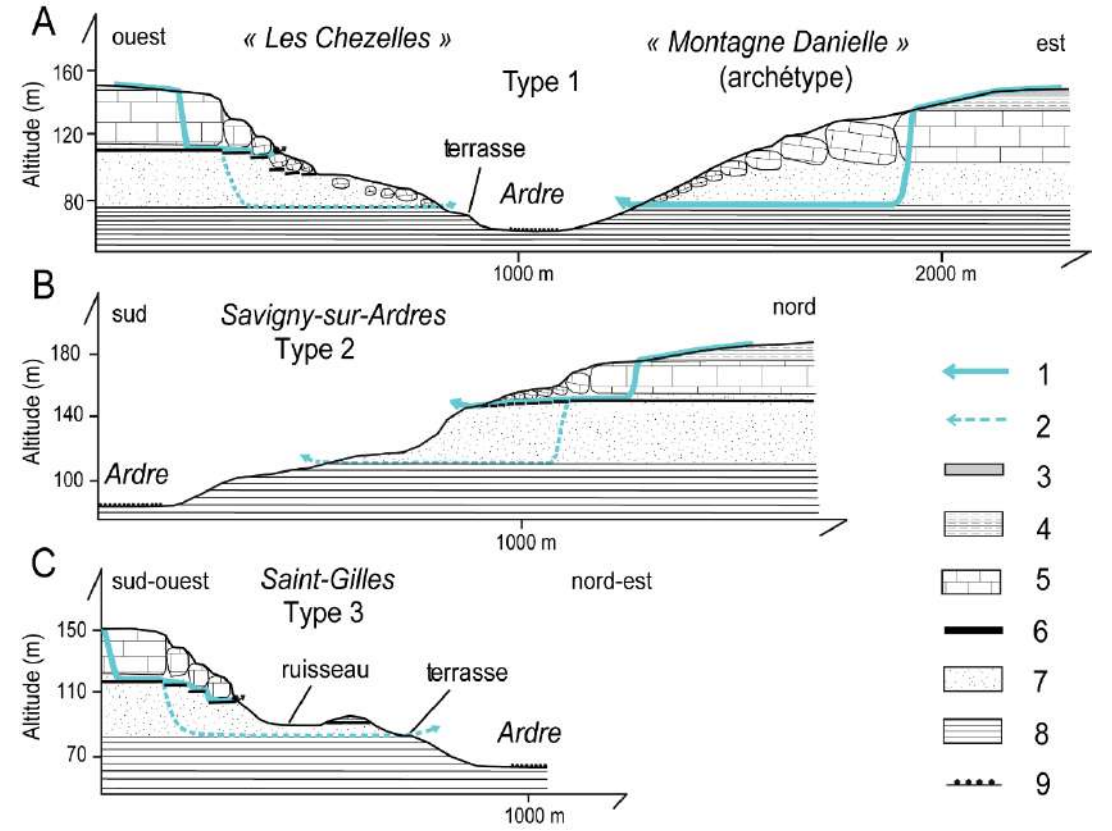 A
ouest
« Les Chezelles »
« Montagne Danielle »
(archétype)
est
Type 1
Altitude (m)
160
120
80
terrasse
Ardre
1000 m
2000 m
B
sud
Savigny-sur-Ardres
Type 2
nord
Altitude (m)
180
140
100
Ardre
1000 m
C
sud-ouest
Saint-Gilles
Type 3
nord-est
Altitude (m)
150
110
70
ruisseau
terrasse
Ardre
1000 m
1
2
3
4
5
6
7
8
9